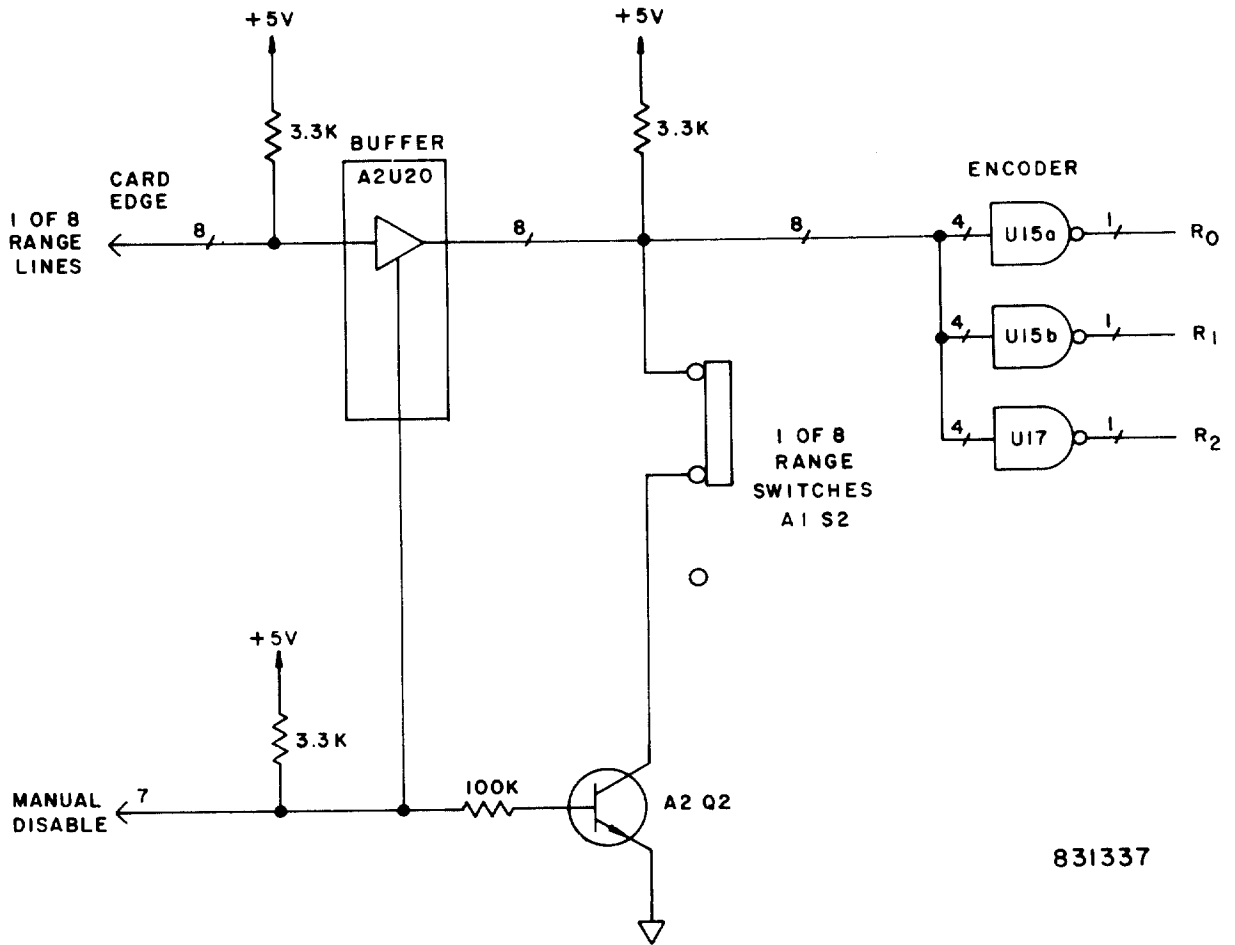 +5V
+5V
3.3K
3.3K
BUFFER
A2U20
CARD
EDGE
ENCODER
1 OF 8
RANGE
LINES
8
8
8
4
U15a
1
R0
4
U15b
1
R1
4
U17
1
R2
1 OF 8
RANGE
SWITCHES
A1 S2
+5V
3.3K
MANUAL
DISABLE
7
100K
A2 Q2
831337